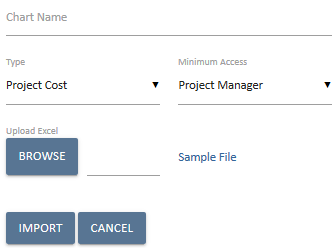 Chart Name
Type Minimum Access
Project Cost Project Manager
Upload Excel
BROWSE Sample File
IMPORT CANCEL